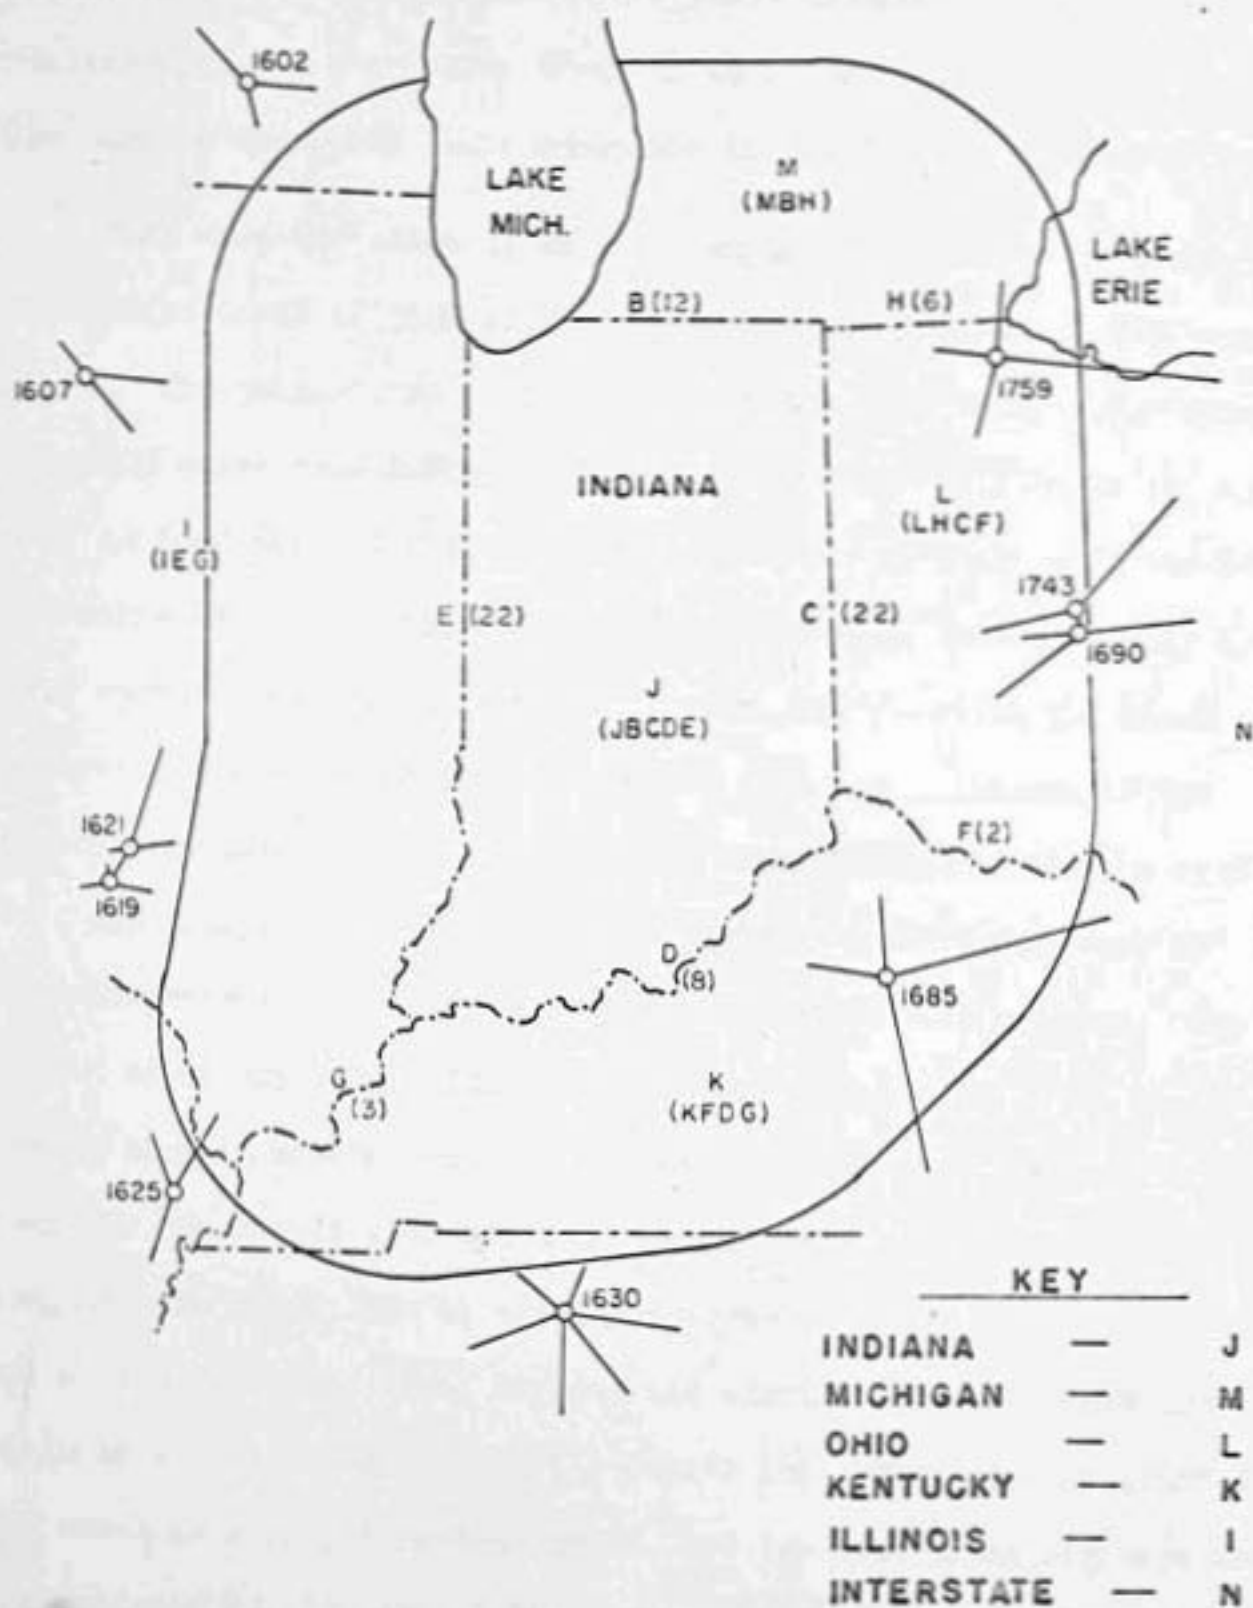 1602
LAKE
MICH.
M
(MBH)
LAKE
ERIE
B(12)
H(6)
1607
1759
INDIANA
L
(LHCF)
I
(IEG)
1743
E(22)
C(22)
1690
J
(JBCDE)
N
1621
F(2)
1619
D
(8)
1685
G
(3)
K
(KFDG)
1625
1630
KEY
INDIANA — J
MICHIGAN — M
OHIO — L
KENTUCKY — K
ILLINOIS — I
INTERSTATE — N